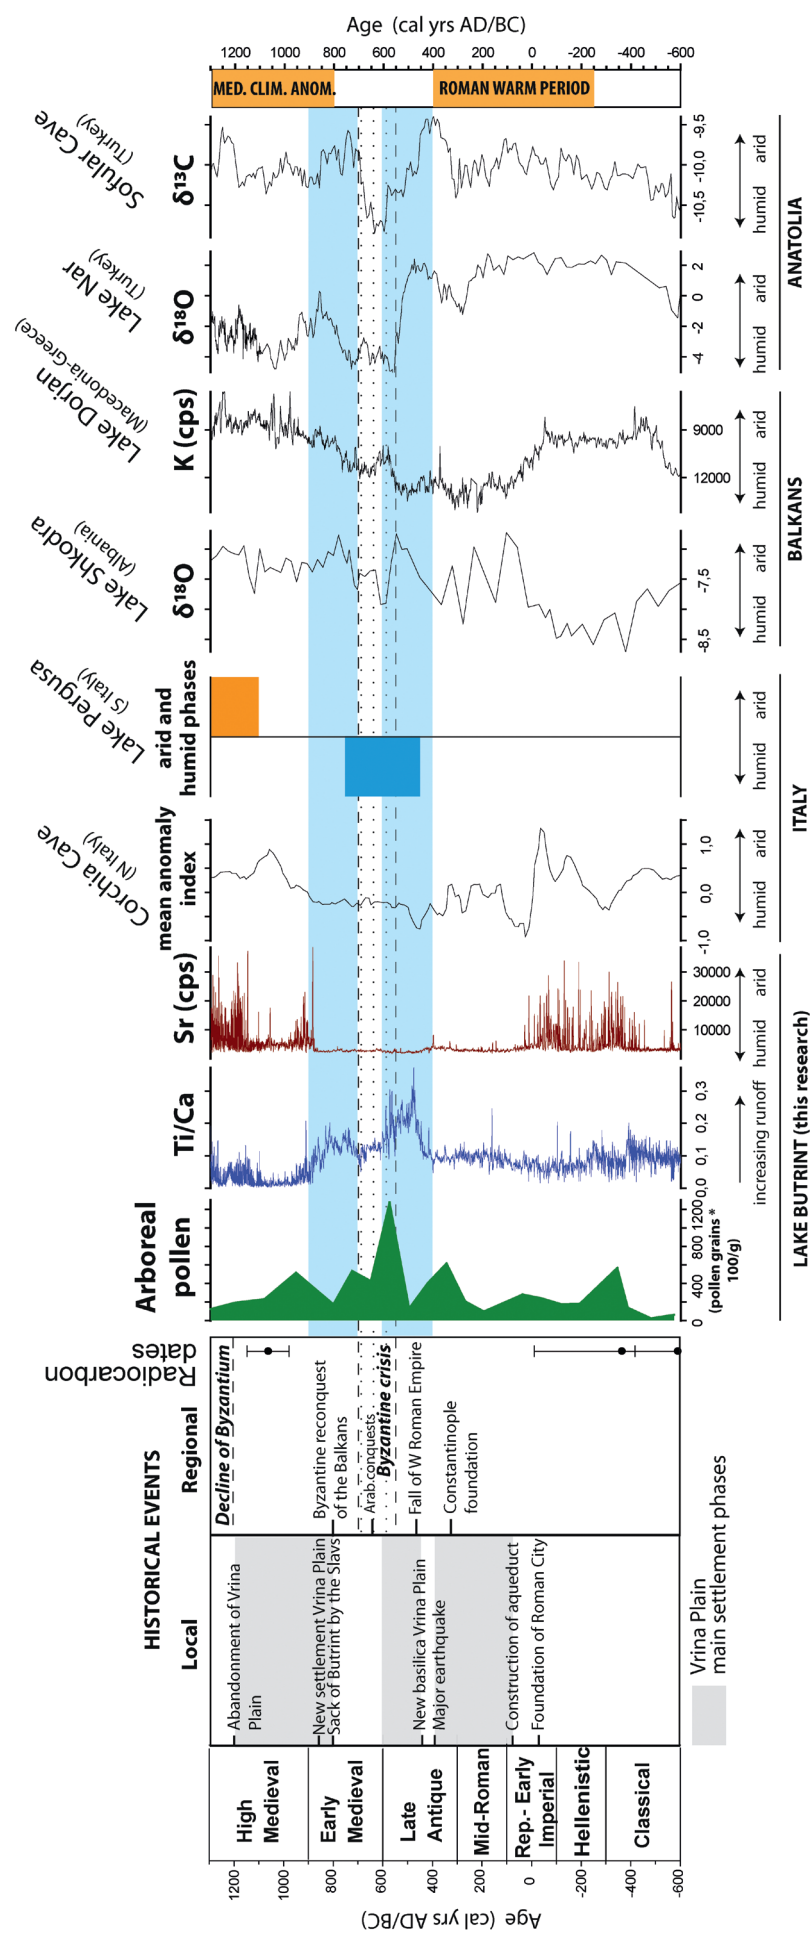 Age (cal yrs AD/BC)
1200 1000 800 600 400 200 0 -200 -400 -600
MED. CLIM. ANOM.
ROMAN WARM PERIOD
Sofular Cave
(Turkey)
δ13C
-9,5
-10,0
-10,5
humid arid
Lake Nar
(Turkey)
δ18O
2
0
-2
-4
humid arid
ANATOLIA
Lake Dorjan
(Macedonia-Greece)
K (cps)
9000
12000
humid arid
Lake Shkodra
(Albania)
δ18O
-7,5
-8,5
humid arid
BALKANS
Lake Pergusa
(S Italy)
arid and
humid phases
humid arid
Corchia Cave
(N Italy)
mean anomaly
index
1,0
0,0
-1,0
humid arid
ITALY
Sr (cps)
30000
20000
10000
humid arid
Ti/Ca
0,3
0,2
0,1
0,0
increasing runoff
Arboreal
pollen
0 400 800 1200
(pollen grains *
100/g)
LAKE BUTRINT (this research)
Radiocarbon
dates
HISTORICAL EVENTS
Regional
Decline of Byzantium
Byzantine reconquest
of the Balkans
Arab.conquests
Byzantine crisis
Fall of W Roman Empire
Constantinople
foundation
Local
Abandonment of Vrina
Plain
New settlement Vrina Plain
Sack of Butrint by the Slavs
New basilica Vrina Plain
Major earthquake
Construction of aqueduct
Foundation of Roman City
Vrina Plain
main settlement phases
High
Medieval
Early
Medieval
Late
Antique
Mid-Roman
Rep.- Early
Imperial
Hellenistic
Classical
1200 1000 800 600 400 200 0 -200 -400 -600
Age (cal yrs AD/BC)